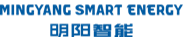 MINGYANG SMART ENERGY
明阳智能